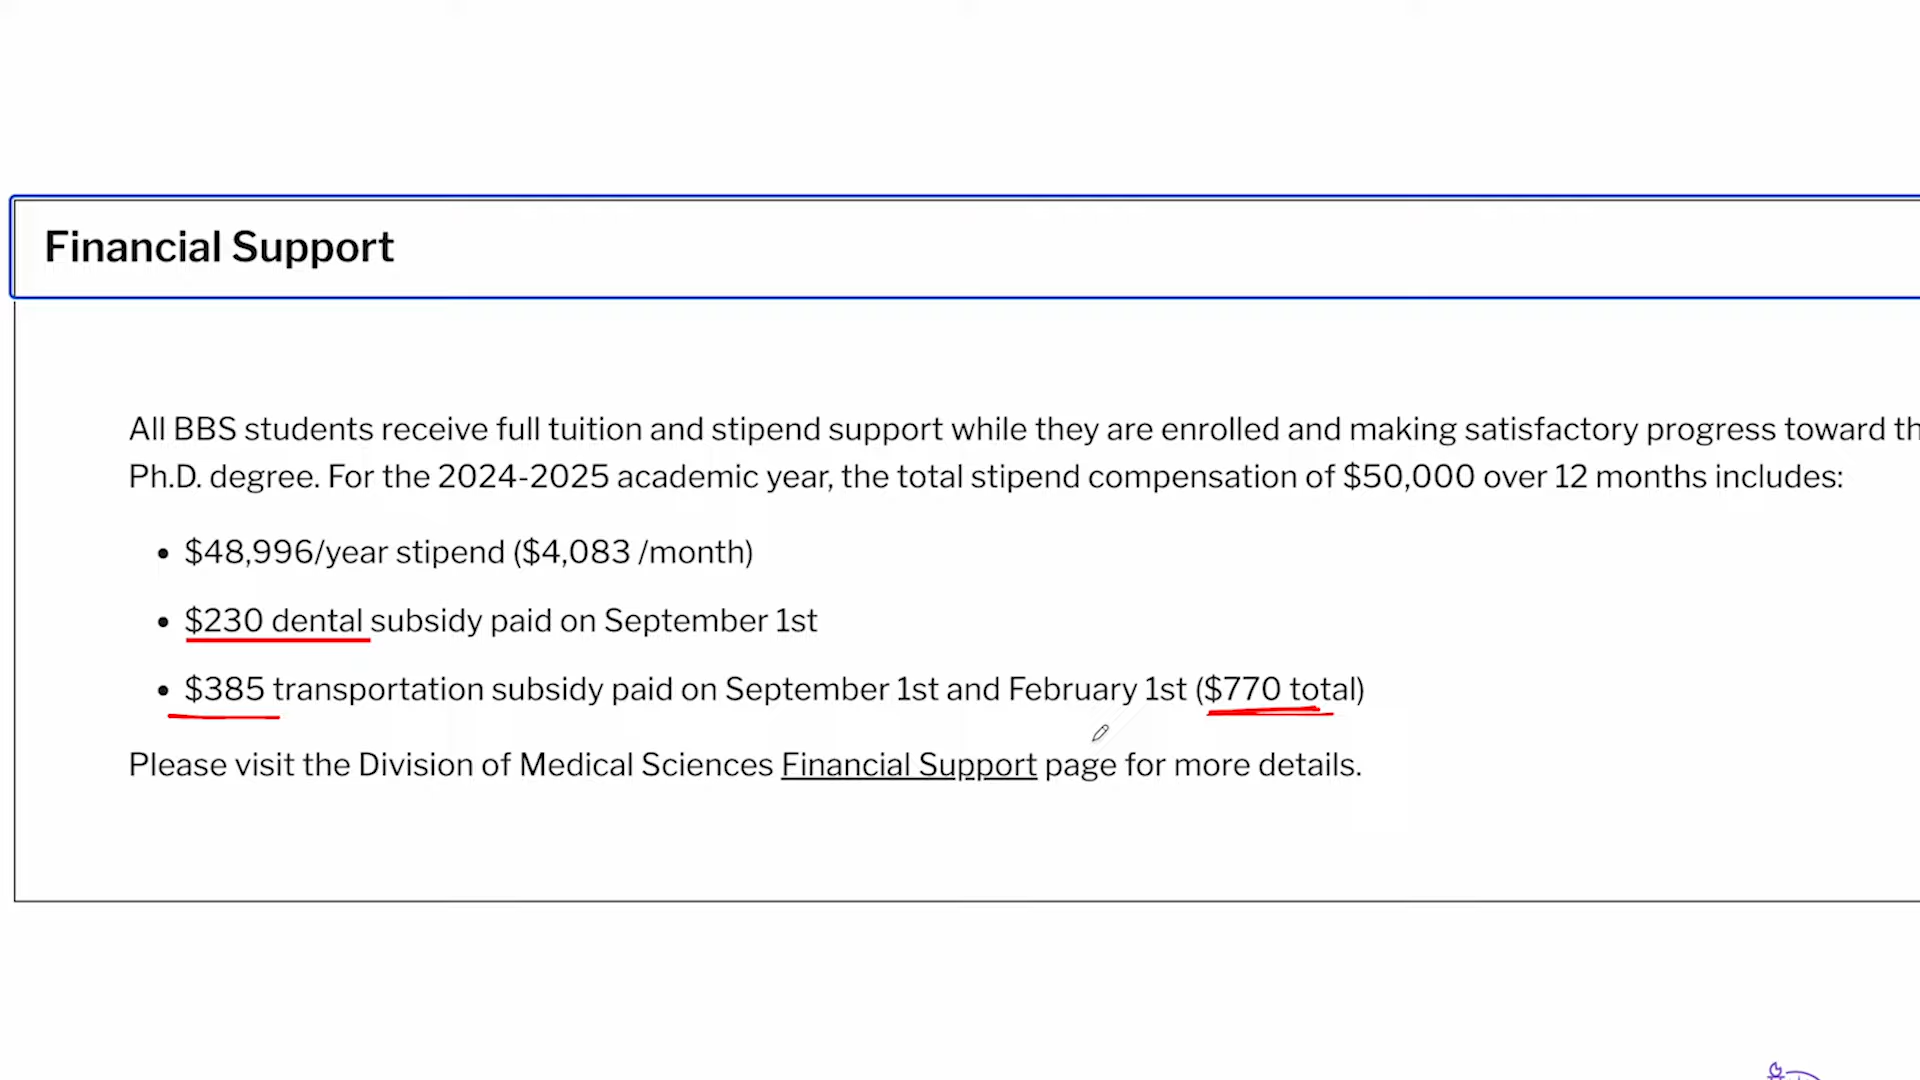 Financial Support
All BBS students receive full tuition and stipend support while they are enrolled and making satisfactory progress toward
Ph.D. degree. For the 2024-2025 academic year, the total stipend compensation of $50,000 over 12 months includes:
• $48,996/year stipend ($4,083 /month)
• $230 dental subsidy paid on September 1st
• $385 transportation subsidy paid on September 1st and February 1st ($770 total)
Please visit the Division of Medical Sciences Financial Support page for more details.